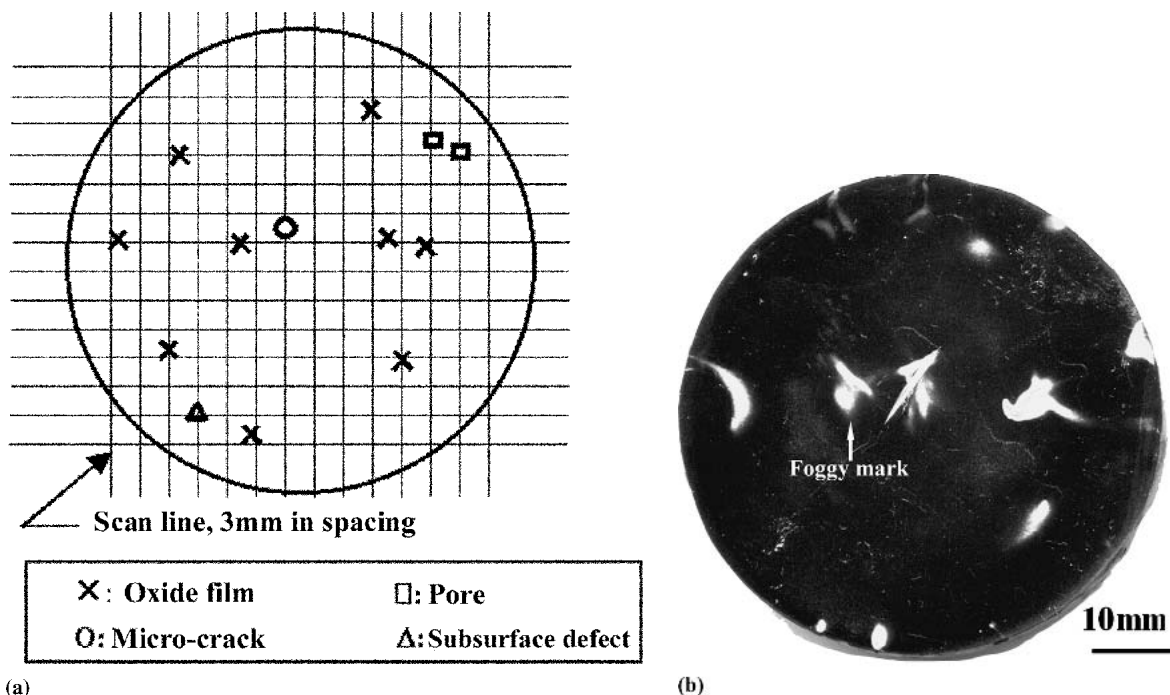 Scan line, 3mm in spacing
×: Oxide film
□: Pore
O: Micro-crack
Δ: Subsurface defect
(a)
Foggy mark
10mm
(b)